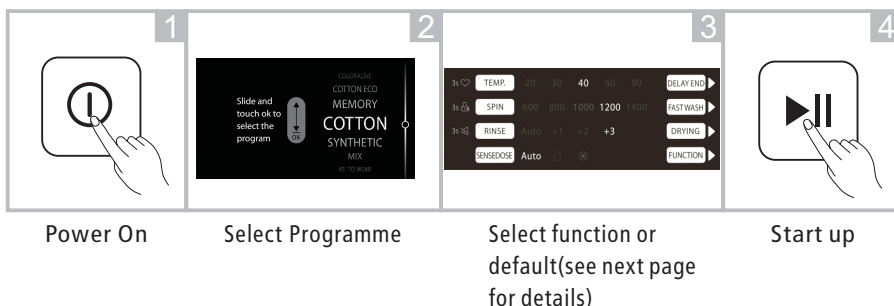 1
2
3
4
Slide and
touch ok to
select the
program
OK
COLORALIVE
COTTON ECO
MEMORY
COTTON
SYNTHETIC
MIX
45' TO WEAR
3s TEMP. 20 30 40 60 90 DELAY END
3s SPIN 600 800 1000 1200 1400 FAST WASH
3s RINSE Auto +1 +2 +3 DRYING
SENSEDOSE Auto FUNCTION
Power On
Select Programme
Select function or
default(see next page
for details)
Start up